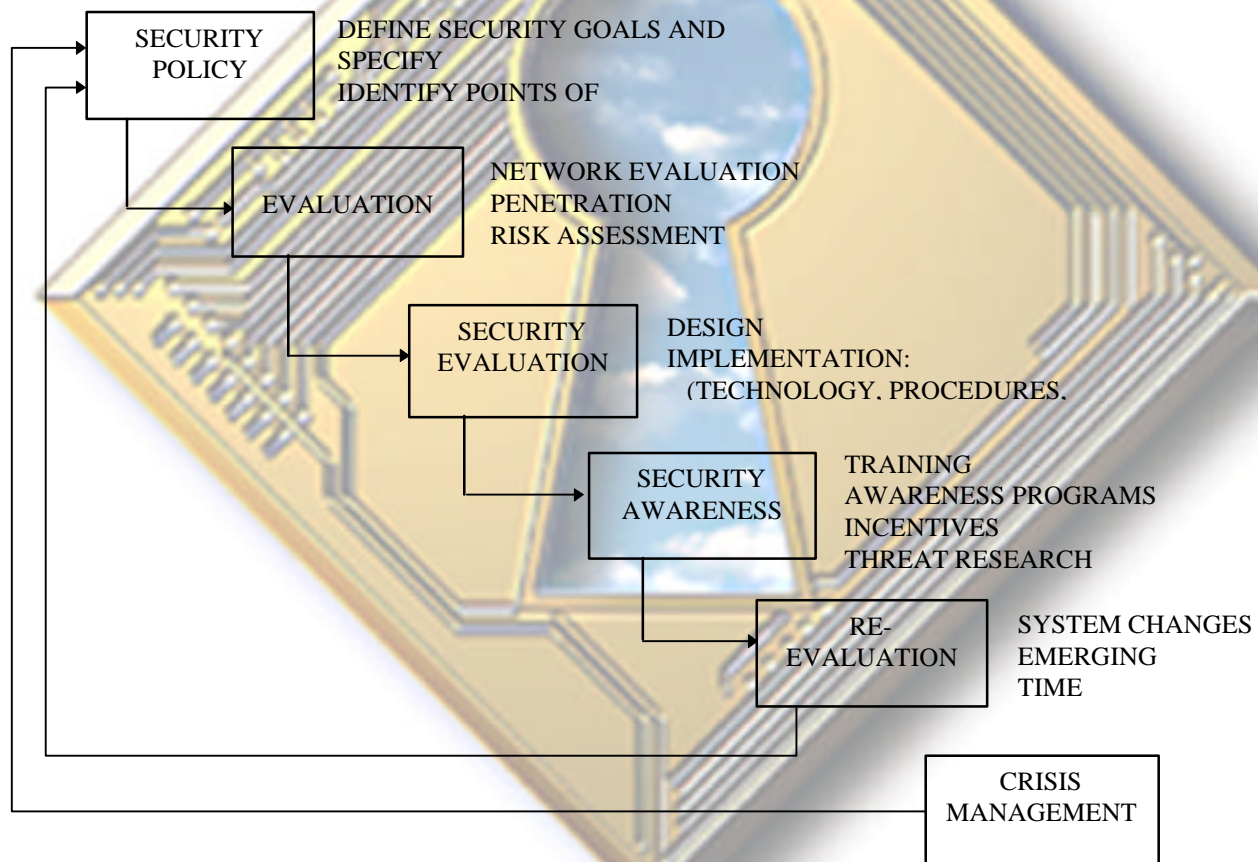 SECURITY
POLICY
DEFINE SECURITY GOALS AND
SPECIFY
IDENTIFY POINTS OF
EVALUATION
NETWORK EVALUATION
PENETRATION
RISK ASSESSMENT
SECURITY
EVALUATION
DESIGN
IMPLEMENTATION:
(TECHNOLOGY, PROCEDURES,
SECURITY
AWARENESS
TRAINING
AWARENESS PROGRAMS
INCENTIVES
THREAT RESEARCH
RE-
EVALUATION
SYSTEM CHANGES
EMERGING
TIME
CRISIS
MANAGEMENT